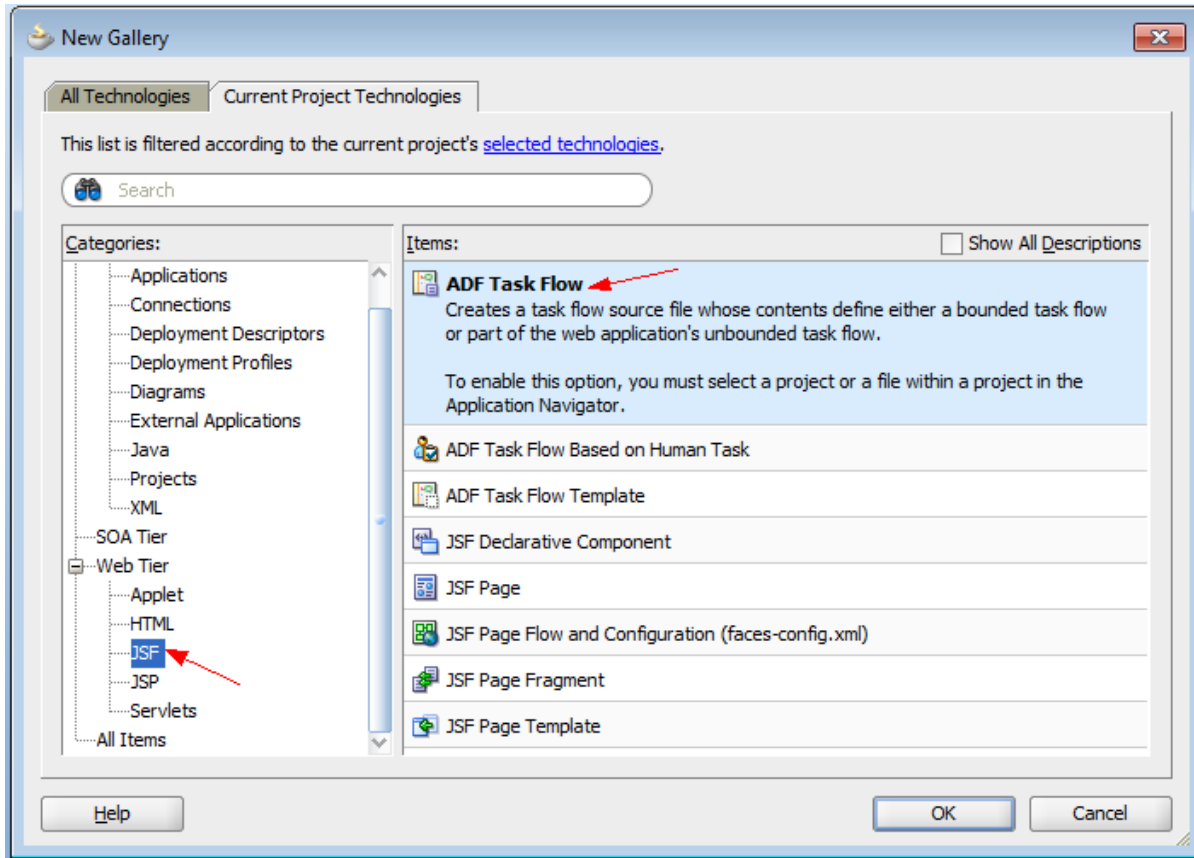 New Gallery
All Technologies
Current Project Technologies
This list is filtered according to the current project's selected technologies.
Search
Categories:
Applications
Connections
Deployment Descriptors
Deployment Profiles
Diagrams
External Applications
Java
Projects
XML
SOA Tier
Web Tier
Applet
HTML
JSF
JSP
Servlets
All Items
Items:
Show All Descriptions
ADF Task Flow
Creates a task flow source file whose contents define either a bounded task flow
or part of the web application's unbounded task flow.
To enable this option, you must select a project or a file within a project in the
Application Navigator.
ADF Task Flow Based on Human Task
ADF Task Flow Template
JSF Declarative Component
JSF Page
JSF Page Flow and Configuration (faces-config.xml)
JSF Page Fragment
JSF Page Template
Help
OK
Cancel